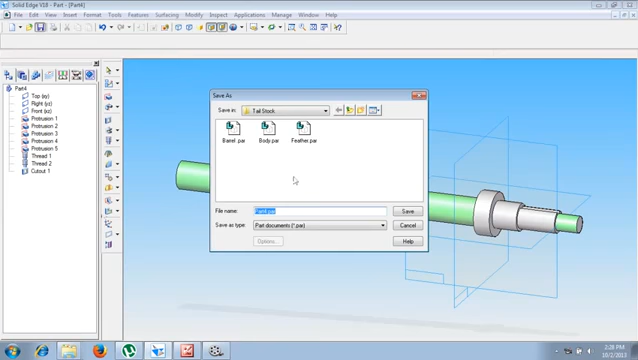 Solid Edge V18 - Part - [Part4]
File Edit View Insert Format Tools Features Surfacing Modify Inspect Applications Window Help
Part4
Top (xy)
Right (yz)
Front (xz)
Protrusion 1
Protrusion 2
Protrusion 3
Protrusion 4
Protrusion 5
Thread 1
Thread 2
Cutout 1
Save As
Save in: Tail Stock
Barrel.par Body.par Feather.par
File name: Part4.par Save
Save as type: Part documents (*.par) Cancel
Options... Help
2:28 PM
10/2/2013